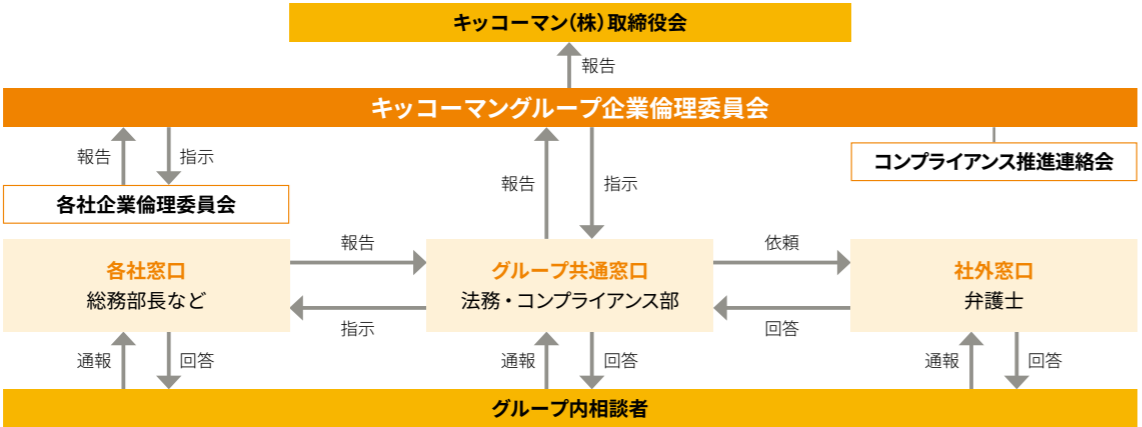 キッコーマン(株)取締役会
報告
キッコーマングループ企業倫理委員会
報告
指示
報告
指示
コンプライアンス推進連絡会
各社企業倫理委員会
各社窓口
総務部長など
報告
指示
グループ共通窓口
法務・コンプライアンス部
依頼
回答
社外窓口
弁護士
通報
回答
通報
回答
通報
回答
グループ内相談者